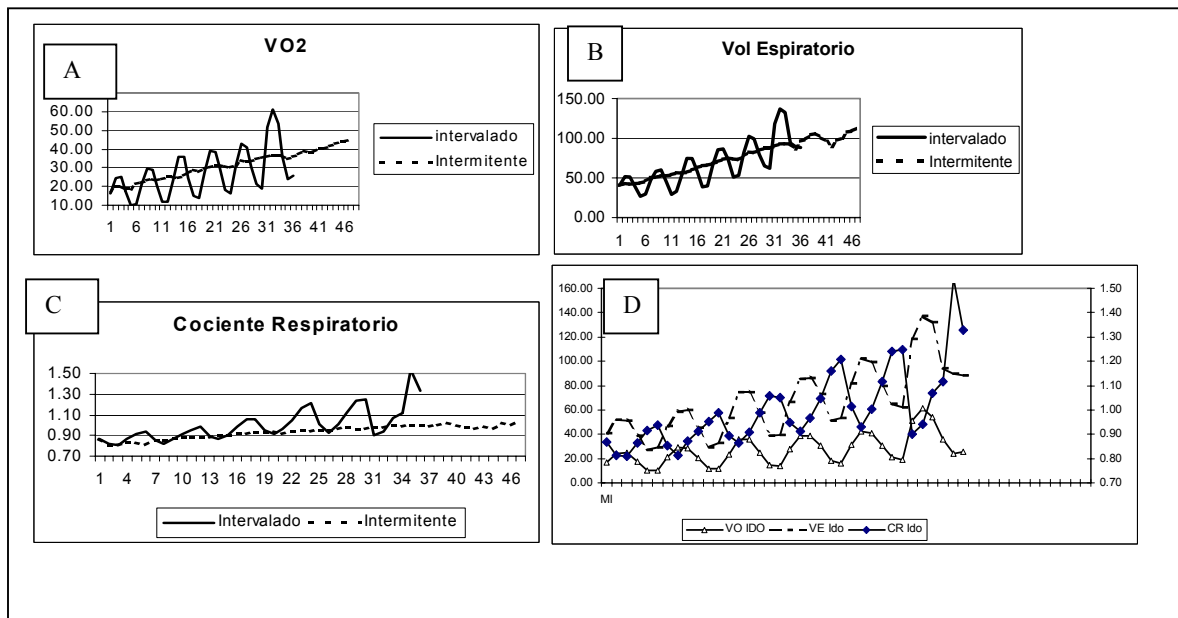 A
VO2
60.00
50.00
40.00
30.00
20.00
10.00
1 6 11 16 21 26 31 36 41 46
intervalado
Intermitente
B
Vol Espiratorio
150.00
100.00
50.00
0.00
1 6 11 16 21 26 31 36 41 46
intervalado
Intermitente
C
Cociente Respiratorio
1.50
1.30
1.10
0.90
0.70
1 4 7 10 13 16 19 22 25 28 31 34 37 40 43 46
Intervalado Intermitente
D
160.00
140.00
120.00
100.00
80.00
60.00
40.00
20.00
0.00
1.50
1.40
1.30
1.20
1.10
1.00
0.90
0.80
0.70
MI
VO IDO VE Ido CR Ido